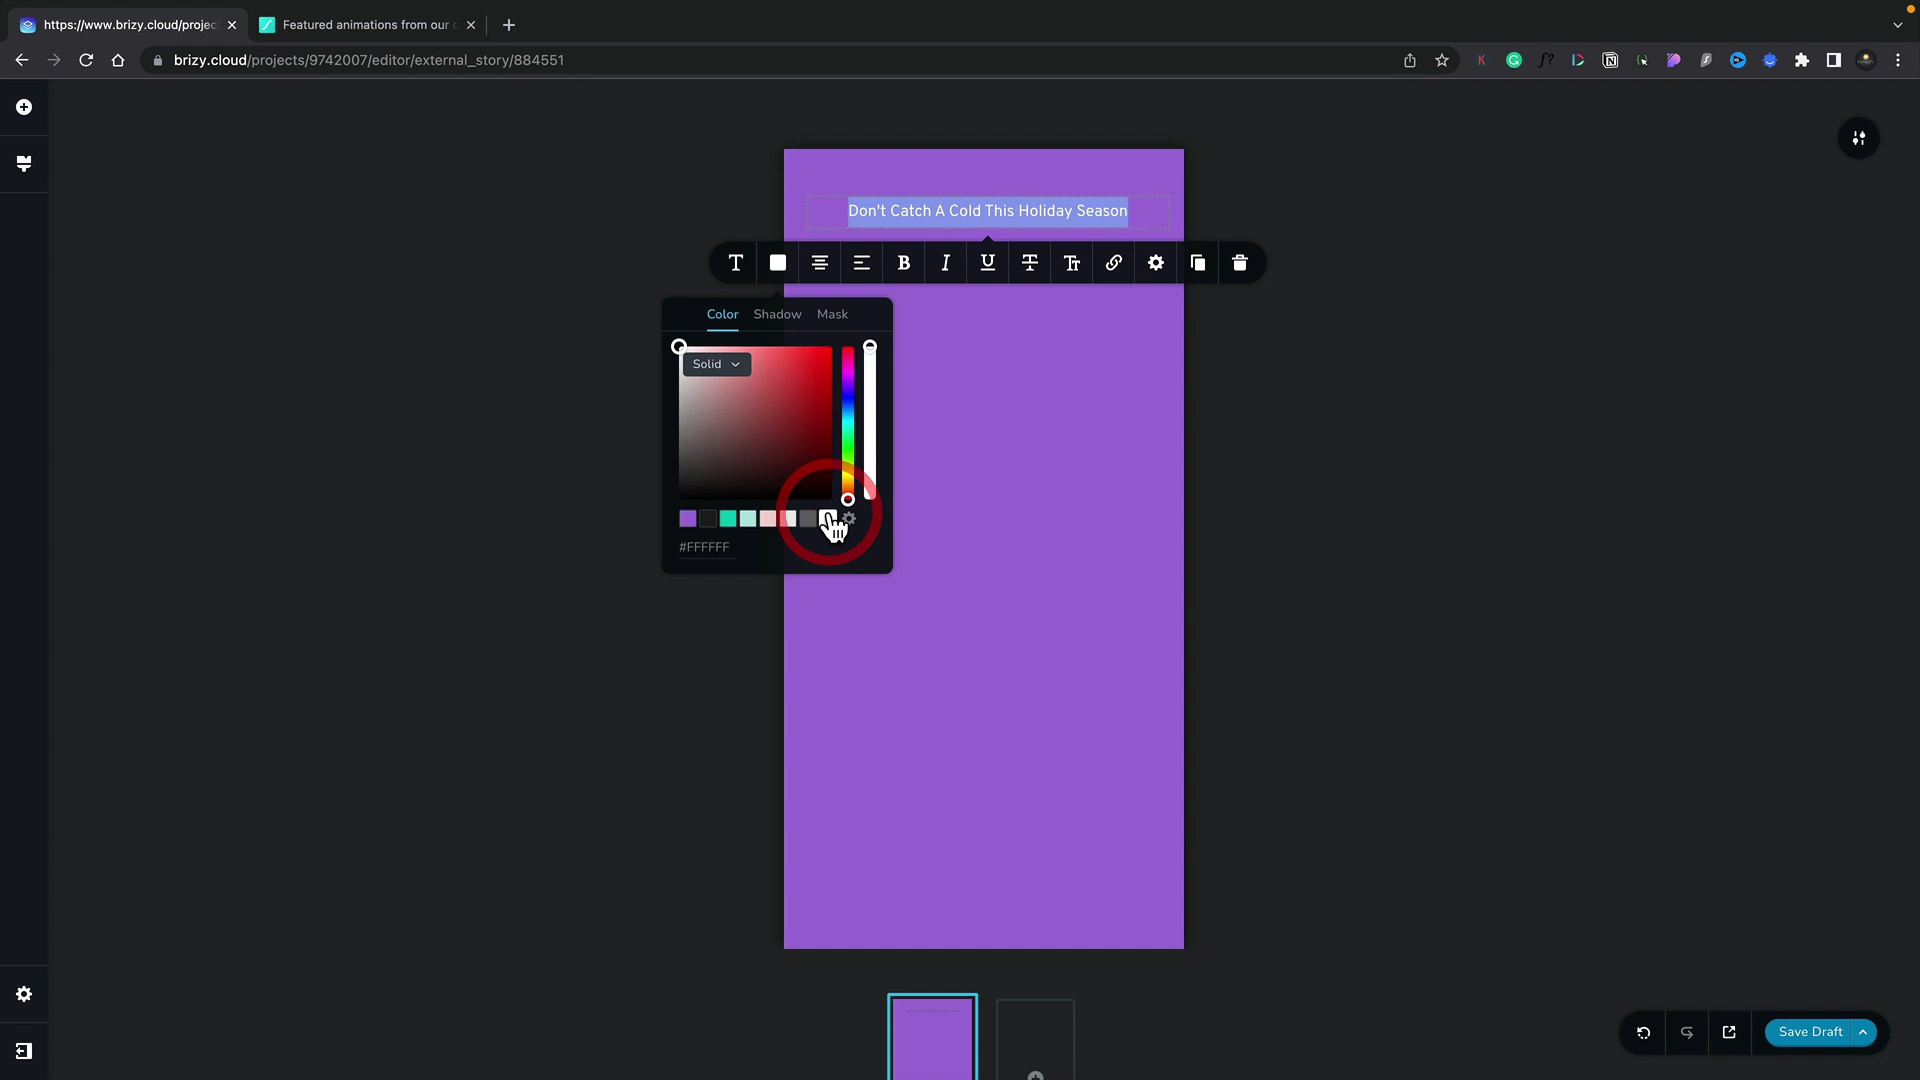 https://www.brizy.cloud/projec
Featured animations from our c
brizy.cloud/projects/9742007/editor/external_story/884551
Don't Catch A Cold This Holiday Season
Color Shadow Mask
Solid
#FFFFFF
Save Draft